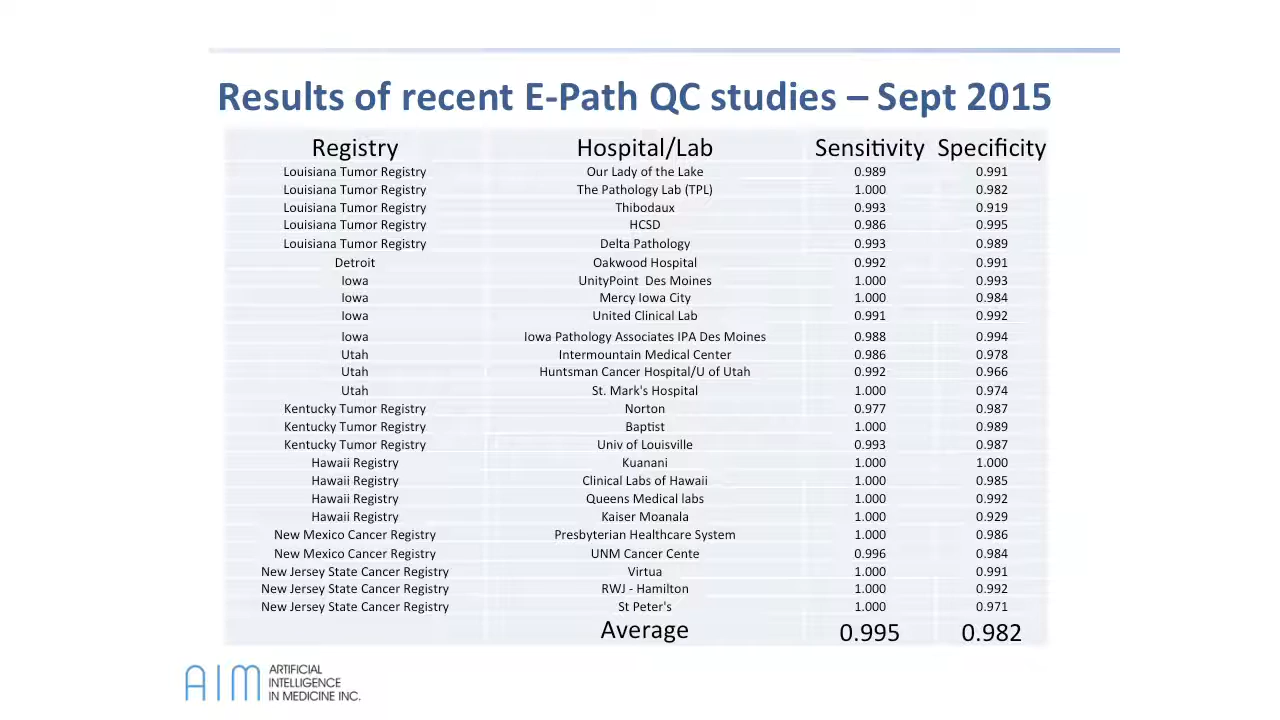 Results of recent E-Path QC studies – Sept 2015
Registry Hospital/Lab Sensitivity Specificity
Louisiana Tumor Registry Our Lady of the Lake 0.989 0.991
Louisiana Tumor Registry The Pathology Lab (TPL) 1.000 0.982
Louisiana Tumor Registry Thibodaux 0.993 0.919
Louisiana Tumor Registry HCSD 0.986 0.995
Louisiana Tumor Registry Delta Pathology 0.993 0.989
Detroit Oakwood Hospital 0.992 0.991
Iowa UnityPoint Des Moines 1.000 0.993
Iowa Mercy Iowa City 1.000 0.984
Iowa United Clinical Lab 0.991 0.992
Iowa Iowa Pathology Associates IPA Des Moines 0.988 0.994
Utah Intermountain Medical Center 0.986 0.978
Utah Huntsman Cancer Hospital/U of Utah 0.992 0.966
Utah St. Mark's Hospital 1.000 0.974
Kentucky Tumor Registry Norton 0.977 0.987
Kentucky Tumor Registry Baptist 1.000 0.989
Kentucky Tumor Registry Univ of Louisville 0.993 0.987
Hawaii Registry Kuanani 1.000 1.000
Hawaii Registry Clinical Labs of Hawaii 1.000 0.985
Hawaii Registry Queens Medical labs 1.000 0.992
Hawaii Registry Kaiser Moanala 1.000 0.929
New Mexico Cancer Registry Presbyterian Healthcare System 1.000 0.986
New Mexico Cancer Registry UNM Cancer Cente 0.996 0.984
New Jersey State Cancer Registry Virtua 1.000 0.991
New Jersey State Cancer Registry RWJ - Hamilton 1.000 0.992
New Jersey State Cancer Registry St Peter's 1.000 0.971
Average 0.995 0.982
AIM
ARTIFICIAL
INTELLIGENCE
IN MEDICINE INC.